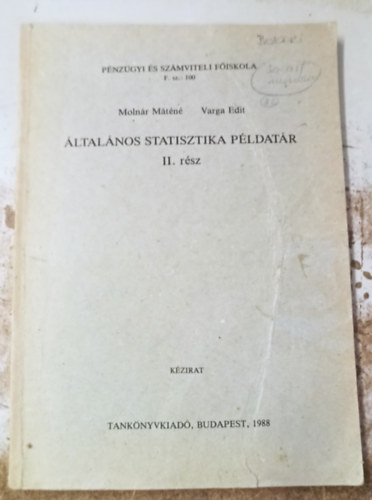 PÉNZÜGYI ÉS SZÁMVITELI FŐISKOLA
F. sz.: 100
Molnár Máténé Varga Edit
ÁLTALÁNOS STATISZTIKA PÉLDATÁR
II. rész
KÉZIRAT
TANKÖNYVKIADÓ, BUDAPEST, 1988